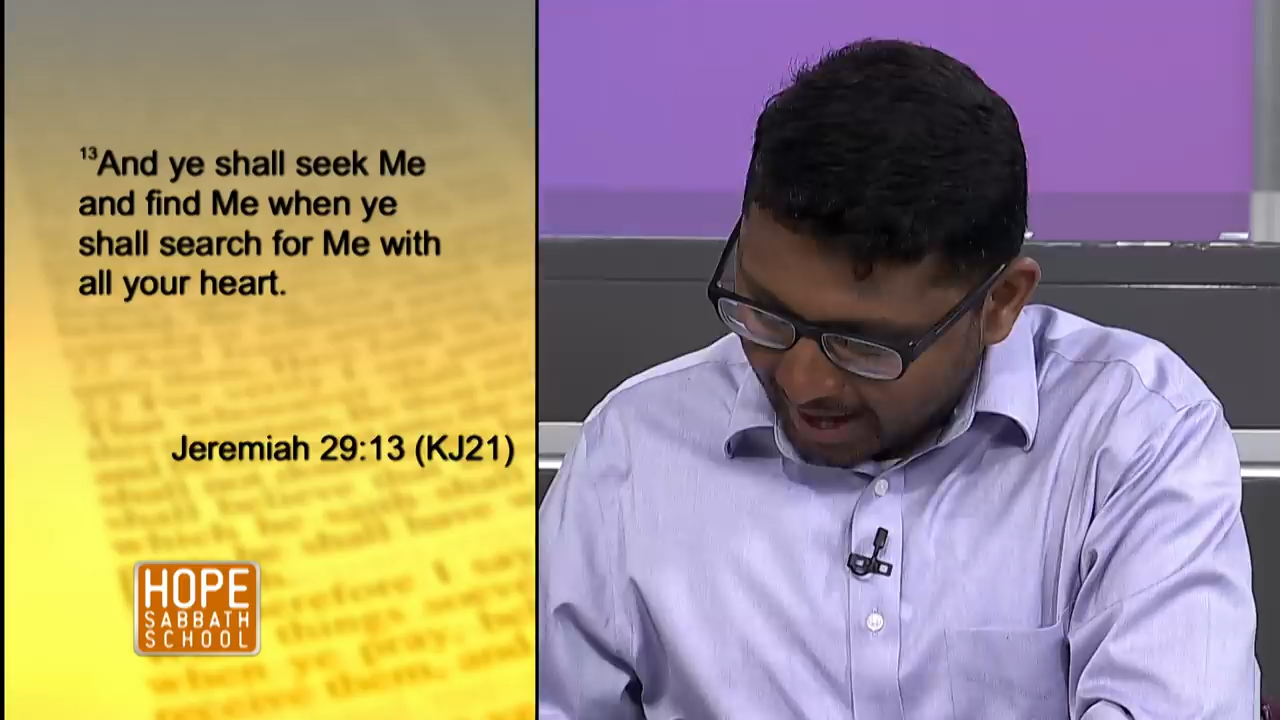 ¹³And ye shall seek Me
and find Me when ye
shall search for Me with
all your heart.
Jeremiah 29:13 (KJ21)
HOPE
SABBATH
SCHOOL